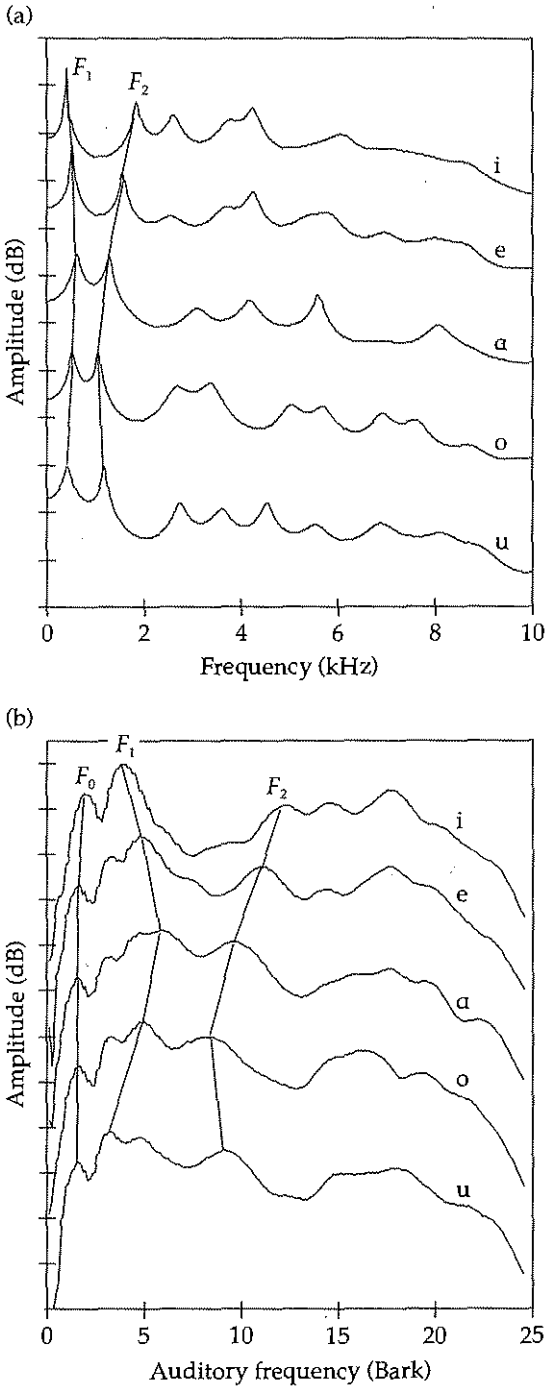 (a)
F₁
F₂
i
e
ɑ
o
u
Amplitude (dB)
0 2 4 6 8 10
Frequency (kHz)
(b)
F₀
F₁
F₂
i
e
ɑ
o
u
Amplitude (dB)
0 5 10 15 20 25
Auditory frequency (Bark)